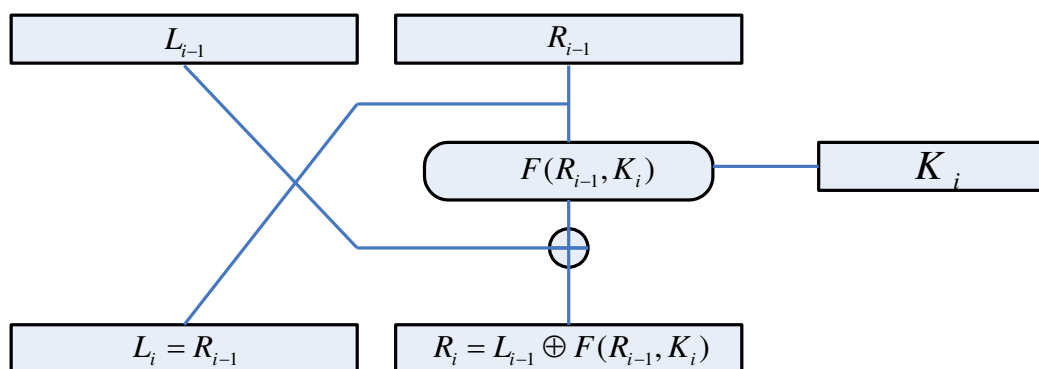 L_{i-1}
R_{i-1}
F(R_{i-1}, K_i)
K_i
L_i = R_{i-1}
R_i = L_{i-1} ⊕ F(R_{i-1}, K_i)